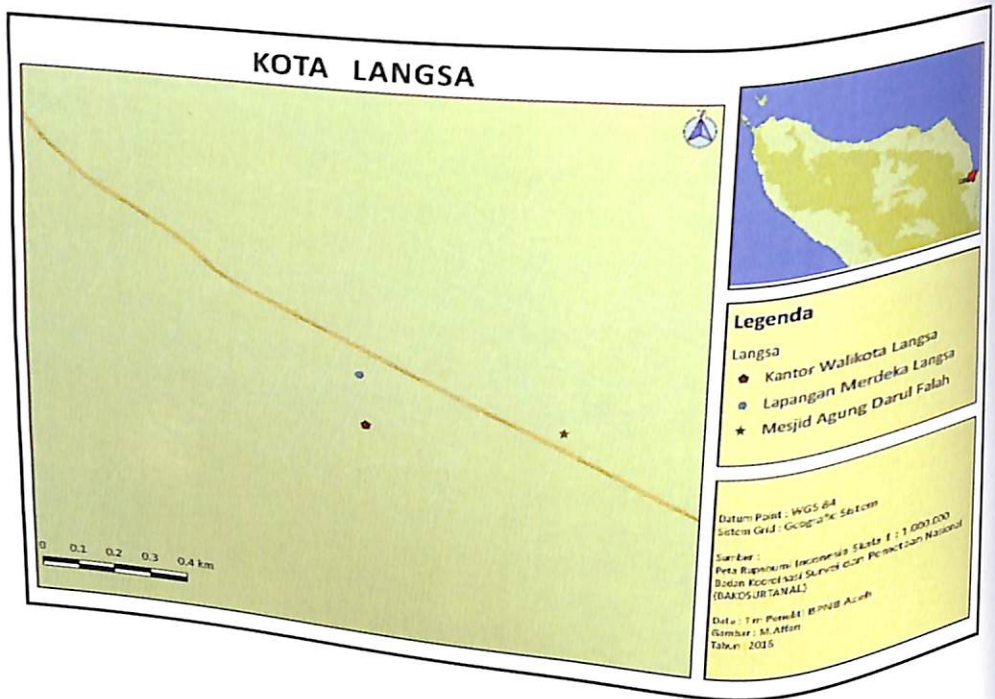 KOTA LANGSA
Legenda
Langsa
Kantor Walikota Langsa
Lapangan Merdeka Langsa
Mesjid Agung Darul Falah
0 0.1 0.2 0.3 0.4 km
Datum Point : WGS 84
Sistem Grid : Geografic Sistem
Sumber :
Peta Rupabumi Indonesia Skala 1 : 1.000.000
Badan Koordinasi Survei dan Pemetaan Nasional
(BAKOSURTANAL)
Data : Tim Peneliti BPNB Aceh
Gambar : M.Affan
Tahun : 2016